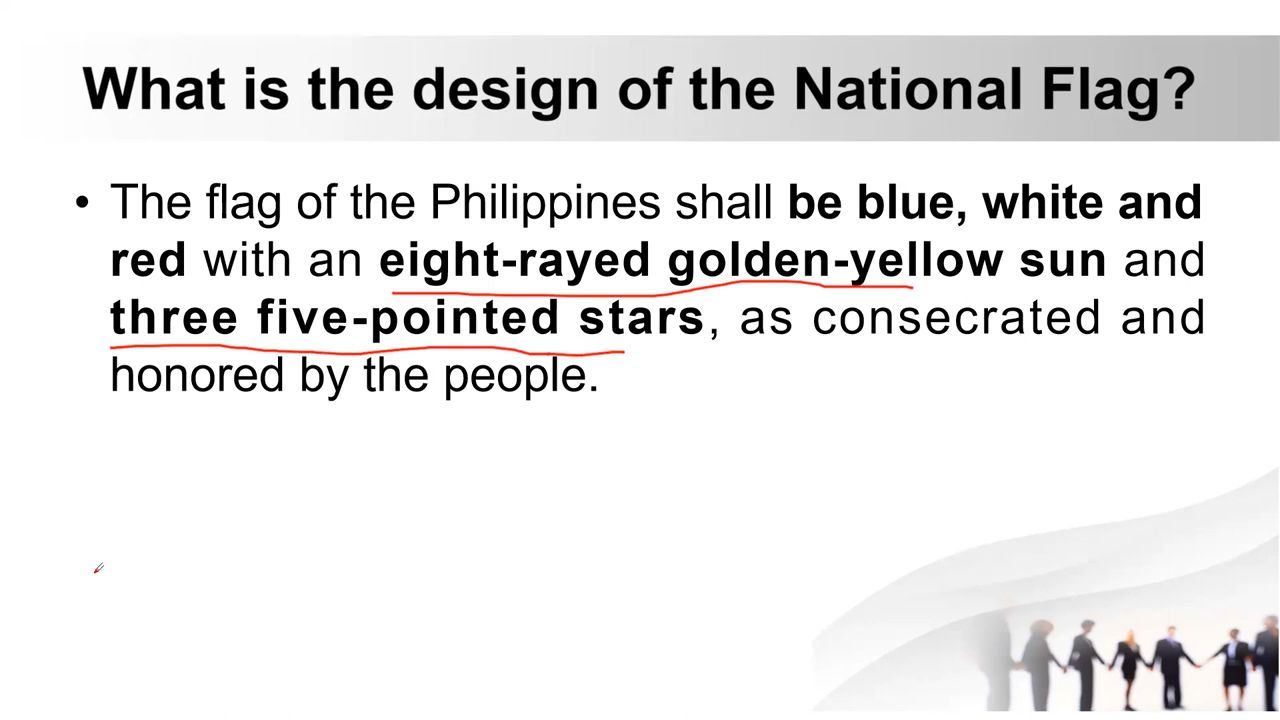 What is the design of the National Flag?
• The flag of the Philippines shall be blue, white and
red with an eight-rayed golden-yellow sun and
three five-pointed stars, as consecrated and
honored by the people.